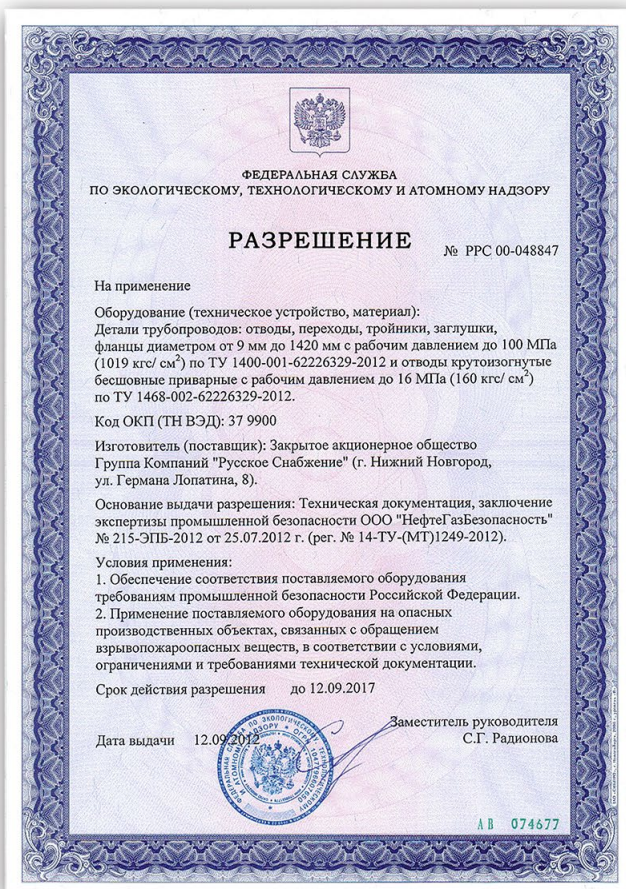 ФЕДЕРАЛЬНАЯ СЛУЖБА
ПО ЭКОЛОГИЧЕСКОМУ, ТЕХНОЛОГИЧЕСКОМУ И АТОМНОМУ НАДЗОРУ
РАЗРЕШЕНИЕ
№ РРС 00-048847
На применение
Оборудование (техническое устройство, материал):
Детали трубопроводов: отводы, переходы, тройники, заглушки,
фланцы диаметром от 9 мм до 1420 мм с рабочим давлением до 100 МПа
(1019 кгс/ см²) по ТУ 1400-001-62226329-2012 и отводы крутоизогнутые
бесшовные приварные с рабочим давлением до 16 МПа (160 кгс/ см²)
по ТУ 1468-002-62226329-2012.
Код ОКП (ТН ВЭД): 37 9900
Изготовитель (поставщик): Закрытое акционерное общество
Группа Компаний "Русское Снабжение" (г. Нижний Новгород,
ул. Германа Лопатина, 8).
Основание выдачи разрешения: Техническая документация, заключение
экспертизы промышленной безопасности ООО "НефтеГазБезопасность"
№ 215-ЭПБ-2012 от 25.07.2012 г. (рег. № 14-ТУ-(МТ)1249-2012).
Условия применения:
1. Обеспечение соответствия поставляемого оборудования
требованиям промышленной безопасности Российской Федерации.
2. Применение поставляемого оборудования на опасных
производственных объектах, связанных с обращением
взрывопожароопасных веществ, в соответствии с условиями,
ограничениями и требованиями технической документации.
Срок действия разрешения до 12.09.2017
Заместитель руководителя
Дата выдачи 12.09.2012 С.Г. Радионова
АВ 074677